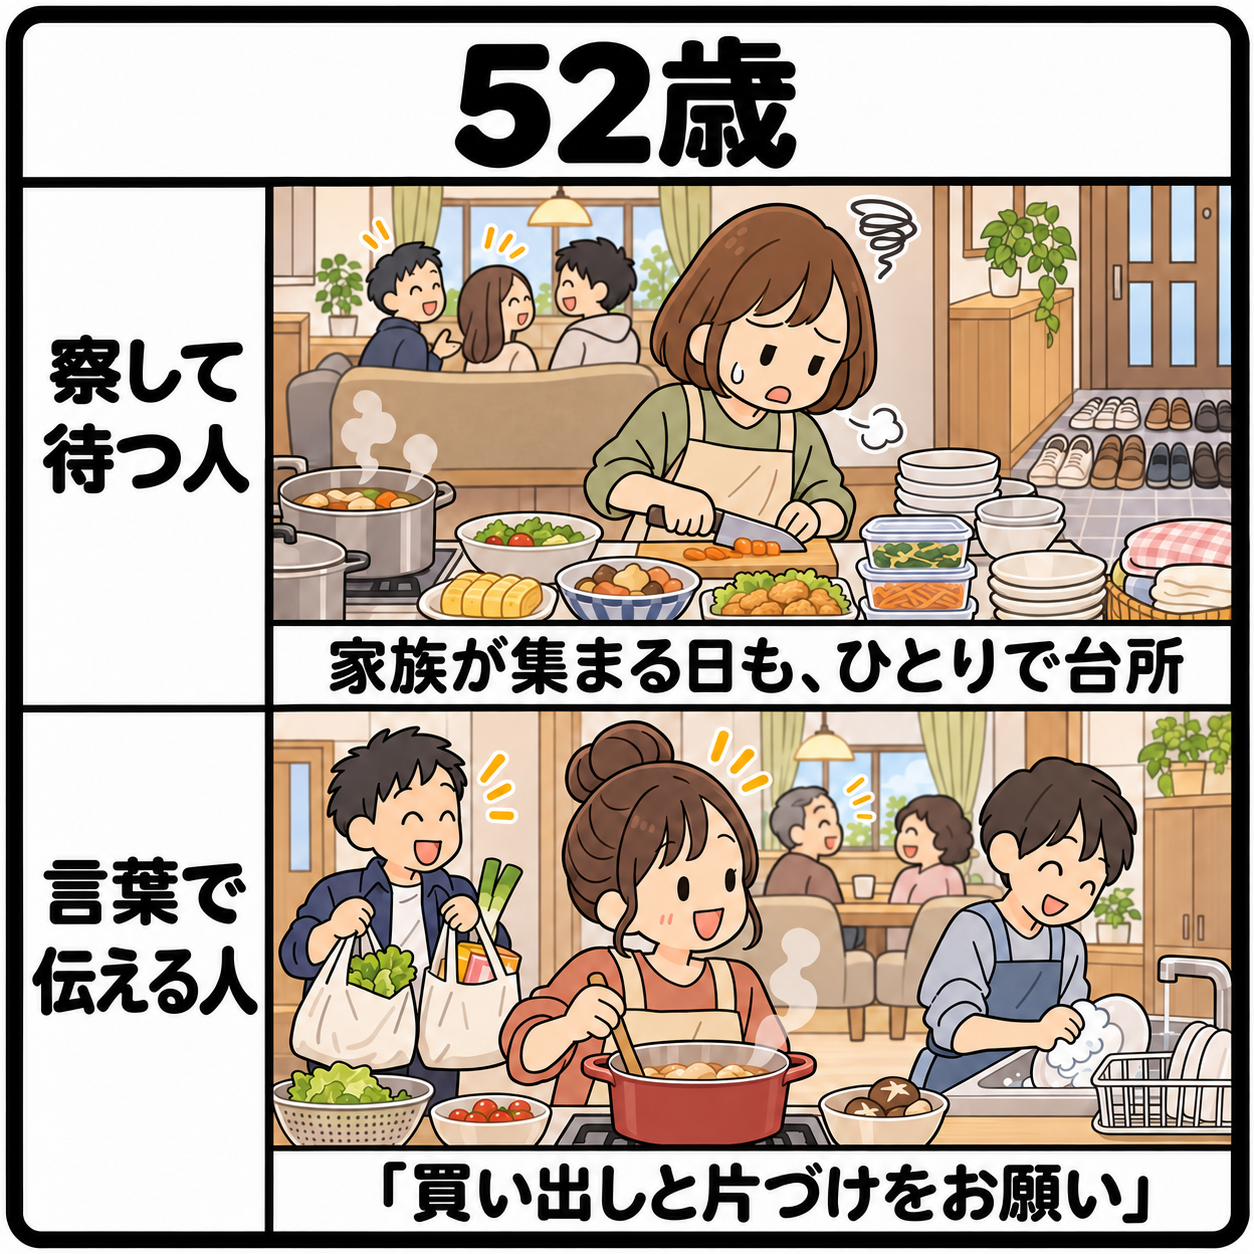 52歳
察して
待つ人
家族が集まる日も、ひとりで台所
言葉で
伝える人
「買い出しと片づけをお願い」